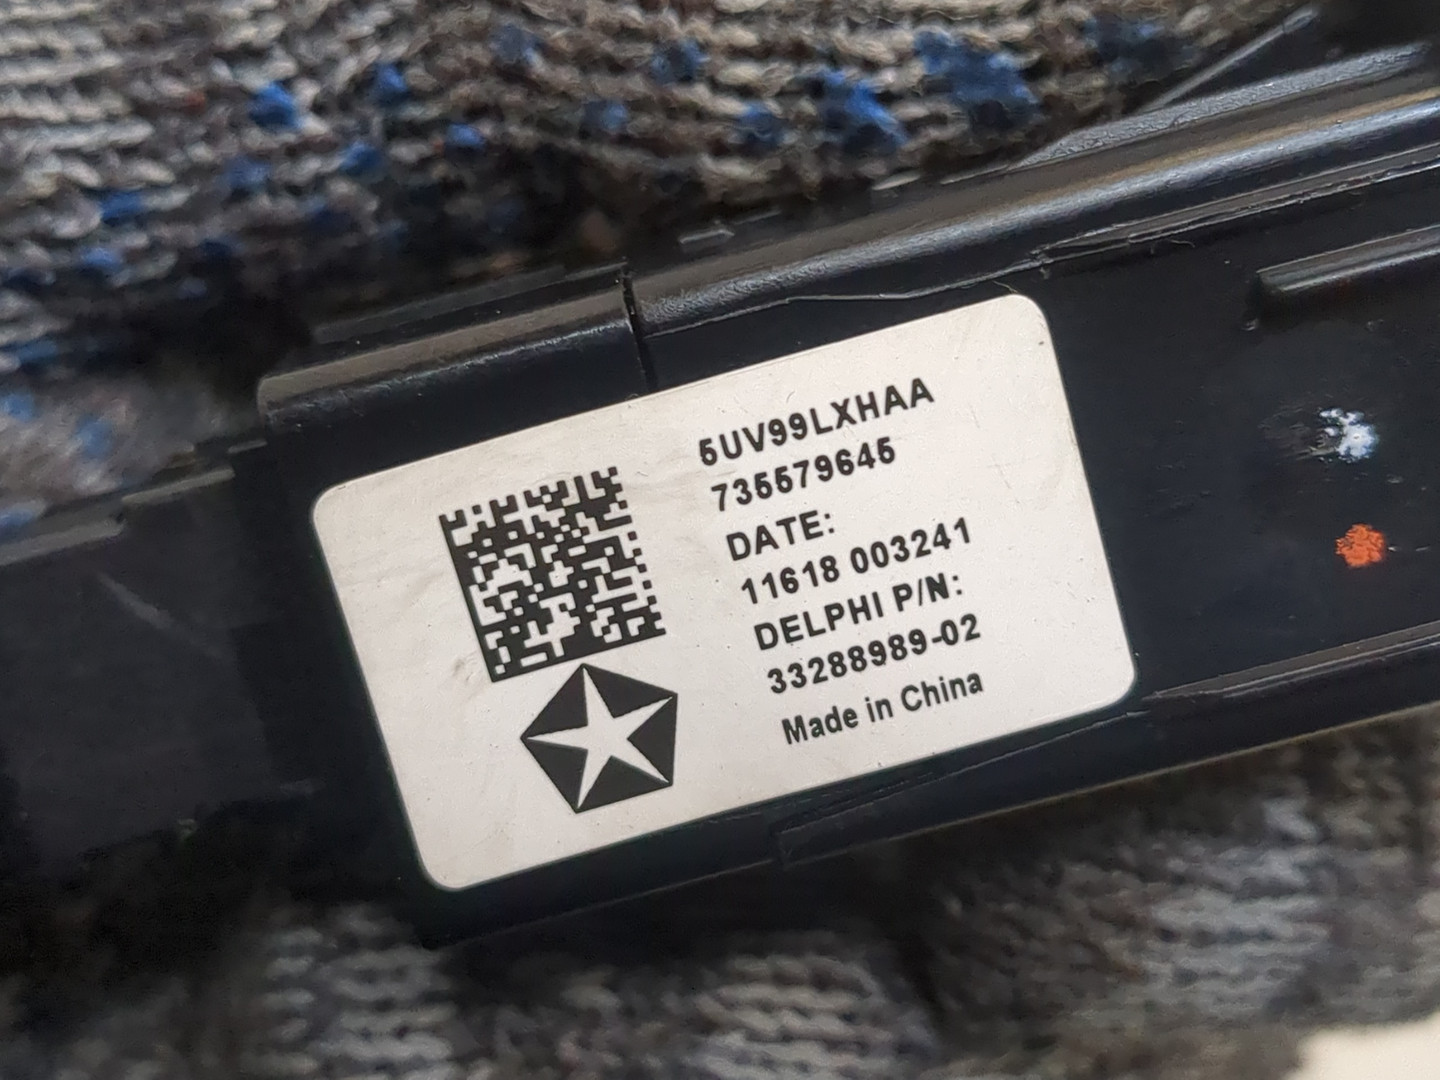 5UV99LXHAA
735579645
DATE:
11618 003241
DELPHI P/N:
33288989-02
Made in China